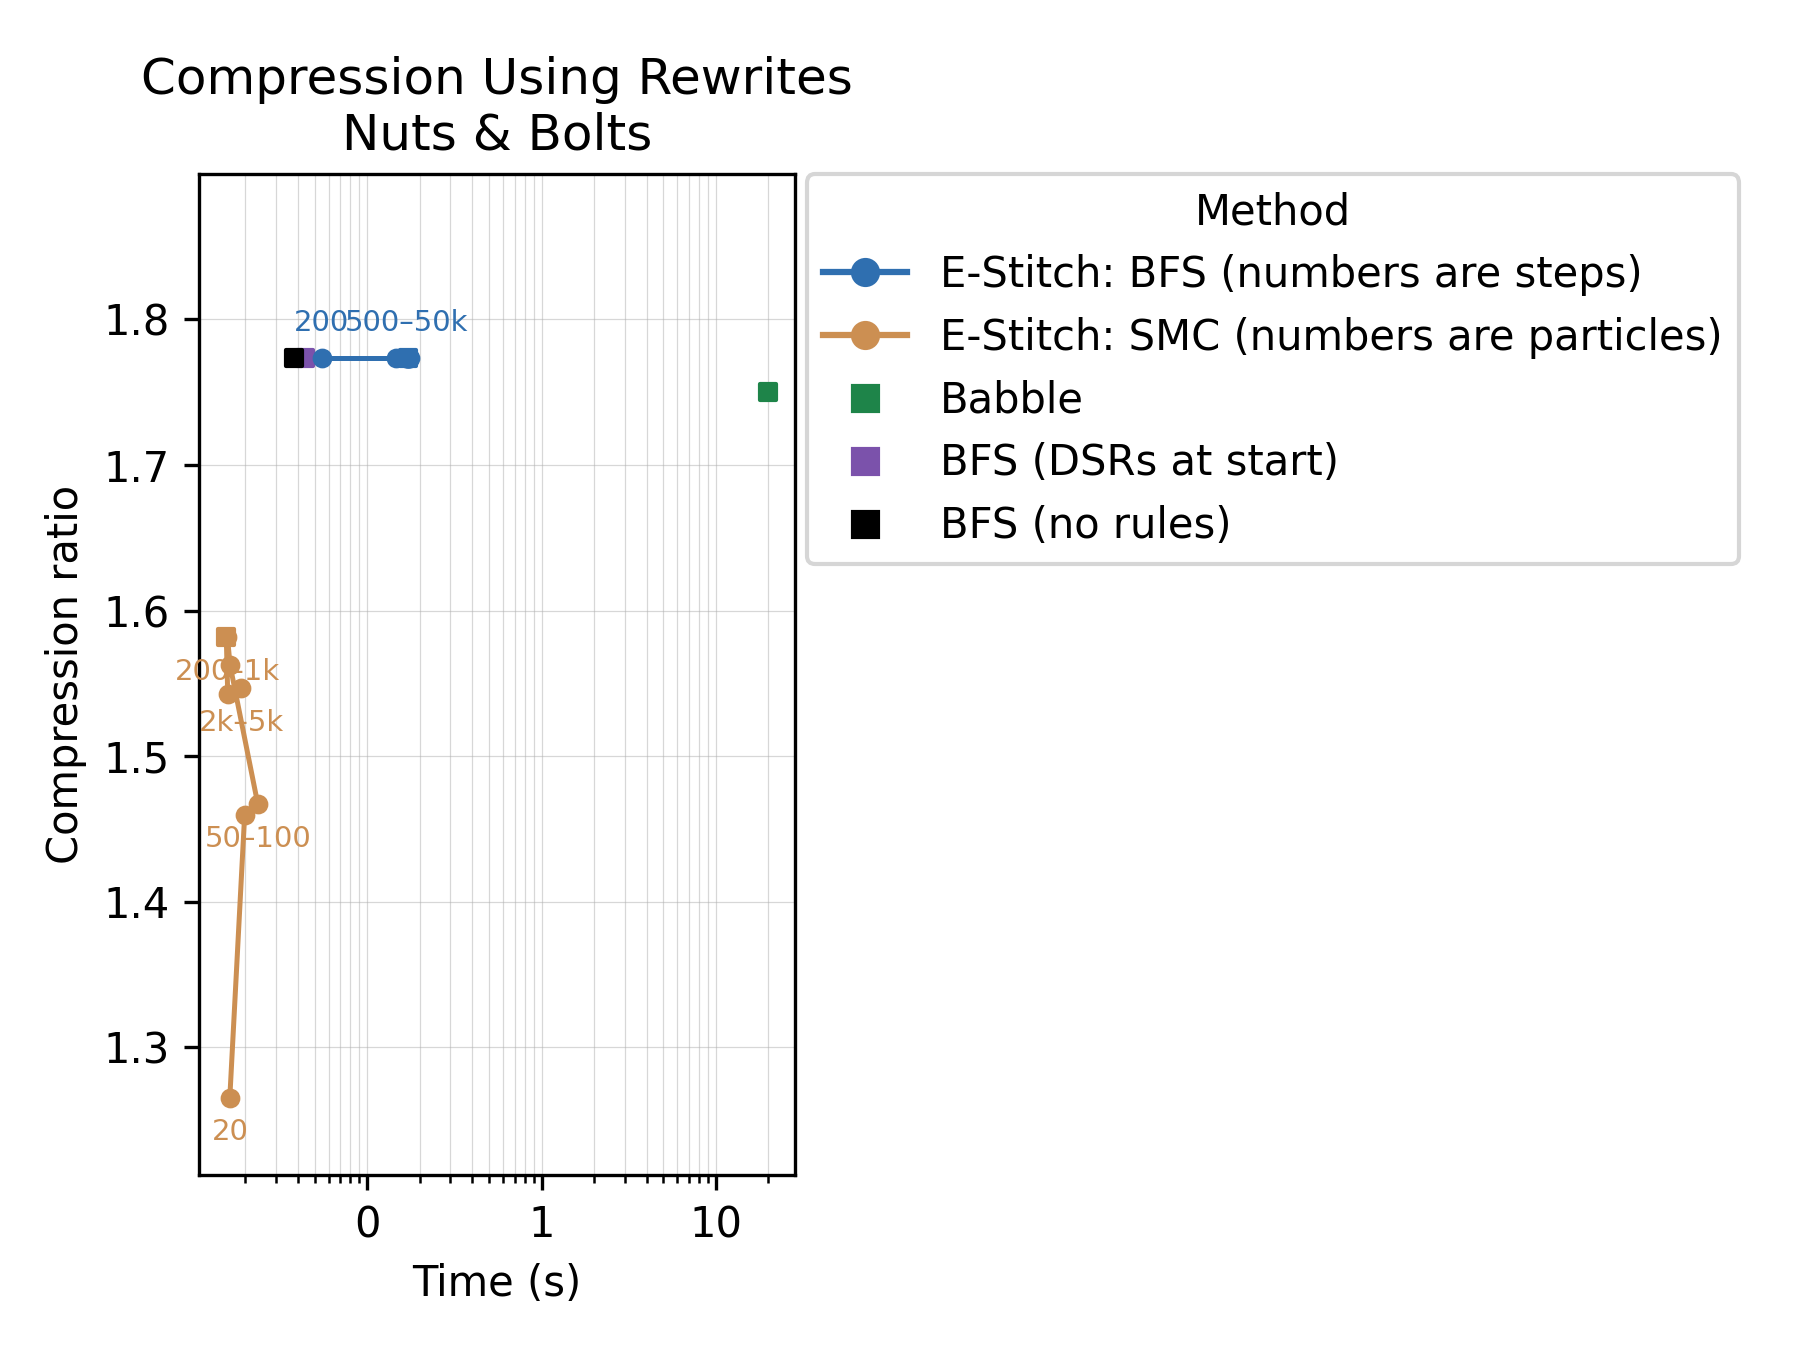 Compression Using Rewrites
Nuts & Bolts
Method
E-Stitch: BFS (numbers are steps)
E-Stitch: SMC (numbers are particles)
Babble
BFS (DSRs at start)
BFS (no rules)
Compression ratio
1.8
1.7
1.6
1.5
1.4
1.3
200
500–50k
200–1k
2k–5k
50–100
20
0
1
10
Time (s)